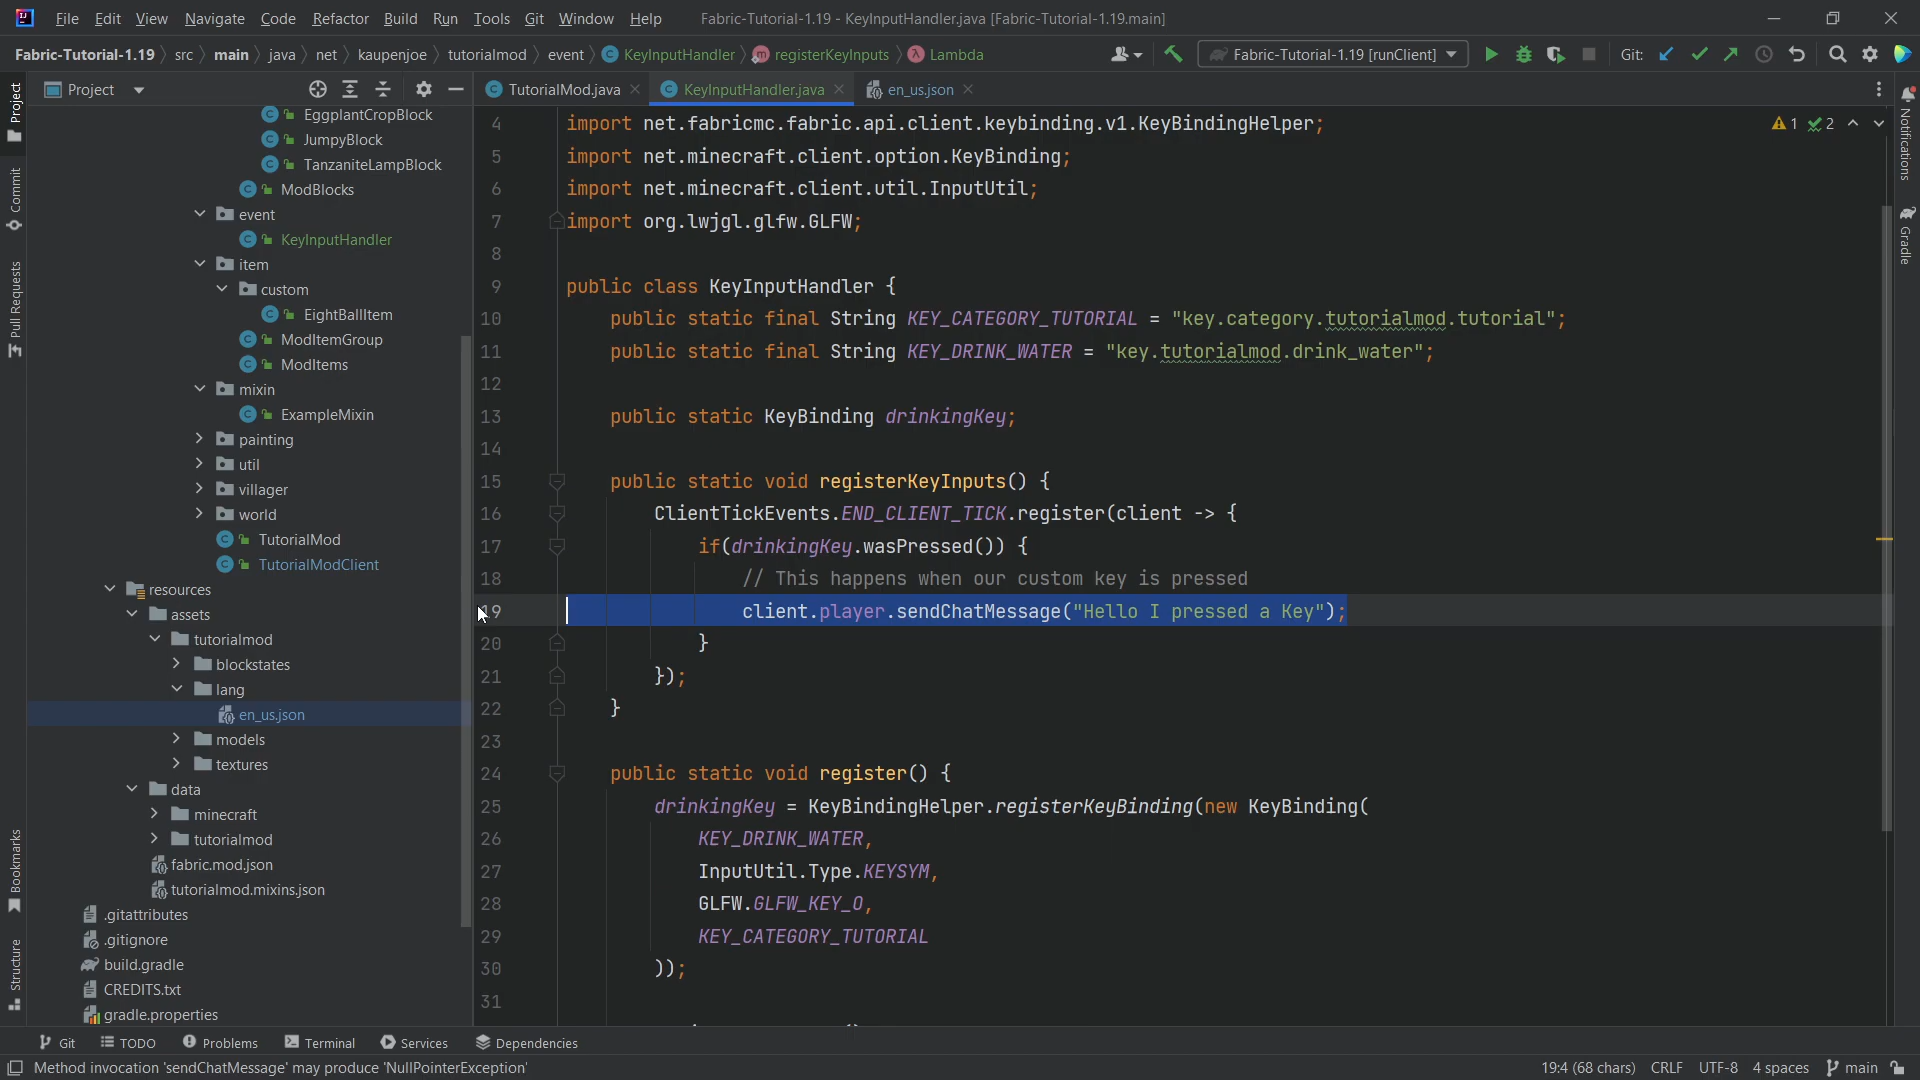 File Edit View Navigate Code Refactor Build Run Tools Git Window Help Fabric-Tutorial-1.19 - KeyInputHandler.java [Fabric-Tutorial-1.19.main]
Fabric-Tutorial-1.19 src main java net kaupenjoe tutorialmod event KeyInputHandler registerKeyInputs Lambda Fabric-Tutorial-1.19 [runClient] Git:
Project
TutorialMod.java KeyInputHandler.java en_us.json
EggplantCropBlock
JumpyBlock
TanzaniteLampBlock
ModBlocks
event
KeyInputHandler
item
custom
EightBallItem
ModItemGroup
ModItems
mixin
ExampleMixin
painting
util
villager
world
TutorialMod
TutorialModClient
resources
assets
tutorialmod
blockstates
lang
en_us.json
models
textures
data
minecraft
tutorialmod
fabric.mod.json
tutorialmod.mixins.json
.gitattributes
.gitignore
build.gradle
CREDITS.txt
gradle.properties
1 2
4 import net.fabricmc.fabric.api.client.keybinding.v1.KeyBindingHelper;
5 import net.minecraft.client.option.KeyBinding;
6 import net.minecraft.client.util.InputUtil;
7 import org.lwjgl.glfw.GLFW;
8
9 public class KeyInputHandler {
10 public static final String KEY_CATEGORY_TUTORIAL = "key.category.tutorialmod.tutorial";
11 public static final String KEY_DRINK_WATER = "key.tutorialmod.drink_water";
12
13 public static KeyBinding drinkingKey;
14
15 public static void registerKeyInputs() {
16 ClientTickEvents.END_CLIENT_TICK.register(client -> {
17 if(drinkingKey.wasPressed()) {
18 // This happens when our custom key is pressed
19 client.player.sendChatMessage("Hello I pressed a Key");
20 }
21 });
22 }
23
24 public static void register() {
25 drinkingKey = KeyBindingHelper.registerKeyBinding(new KeyBinding(
26 KEY_DRINK_WATER,
27 InputUtil.Type.KEYSYM,
28 GLFW.GLFW_KEY_O,
29 KEY_CATEGORY_TUTORIAL
30 ));
31
Project
Commit
Pull Requests
Bookmarks
Structure
Notifications
Gradle
Git TODO Problems Terminal Services Dependencies
Method invocation 'sendChatMessage' may produce 'NullPointerException' 19:4 (68 chars) CRLF UTF-8 4 spaces main